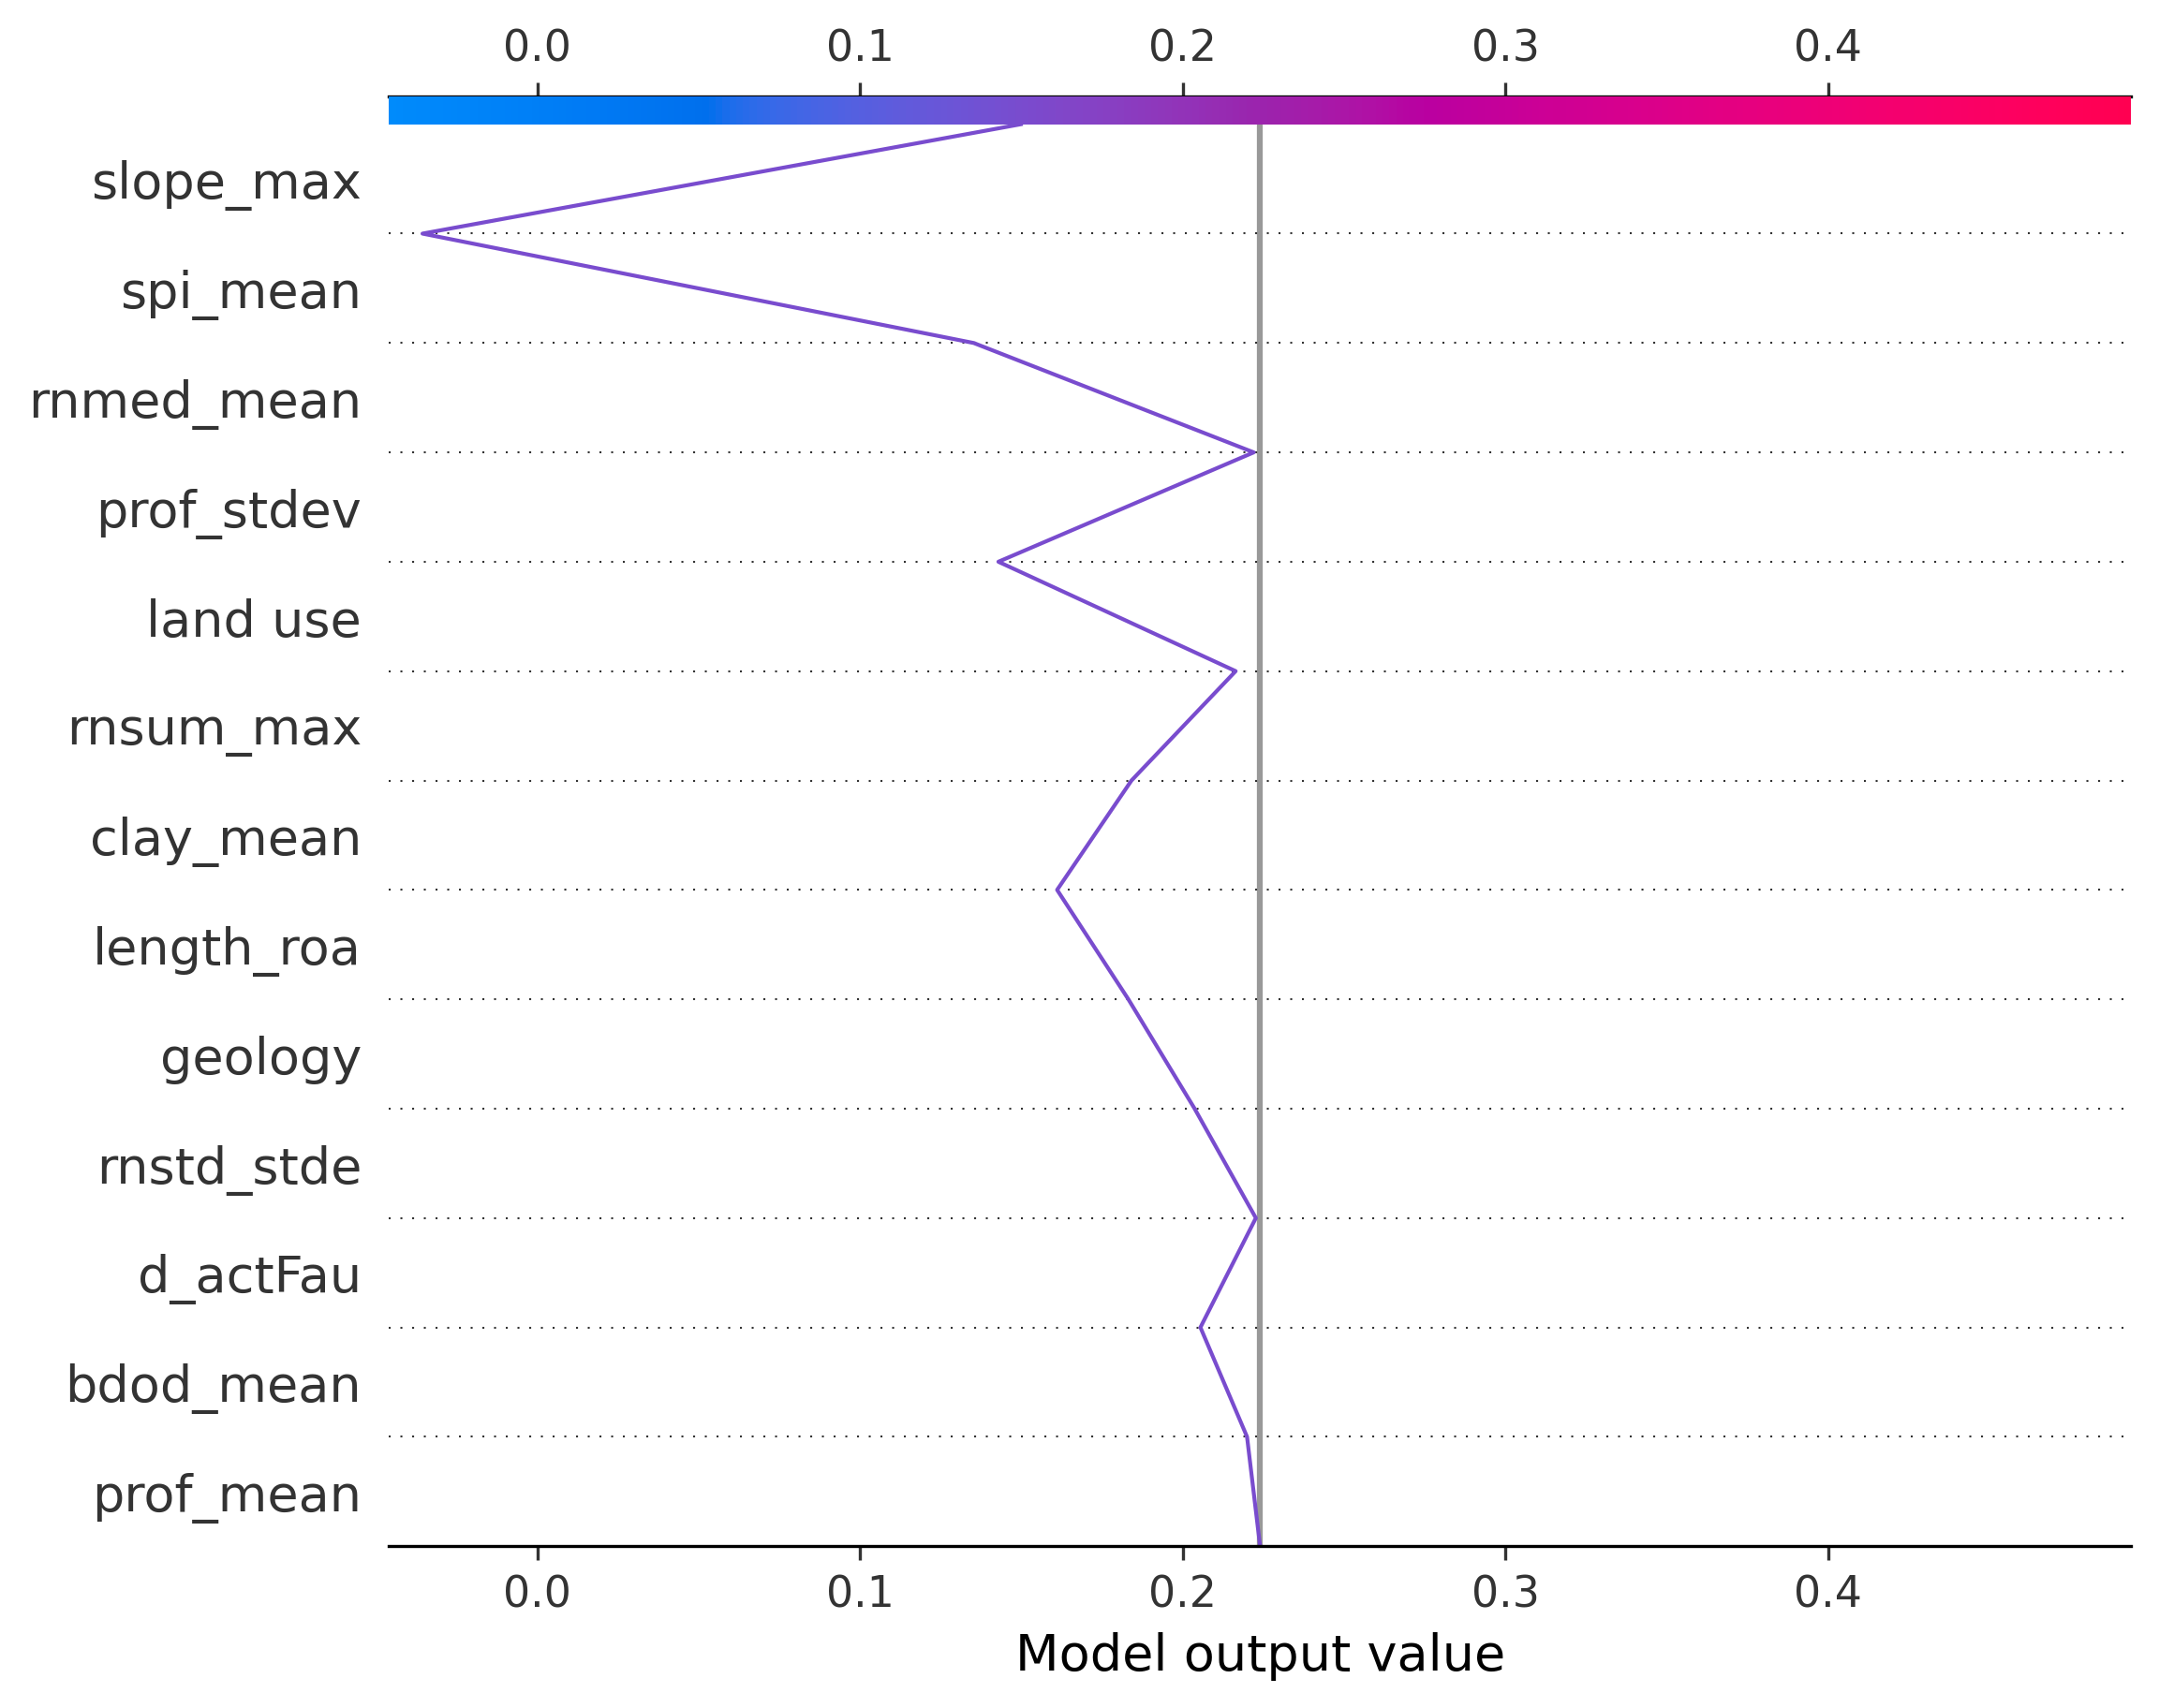 0.0 0.1 0.2 0.3 0.4
slope_max
spi_mean
rnmed_mean
prof_stdev
land use
rnsum_max
clay_mean
length_roa
geology
rnstd_stde
d_actFau
bdod_mean
prof_mean
0.0 0.1 0.2 0.3 0.4
Model output value